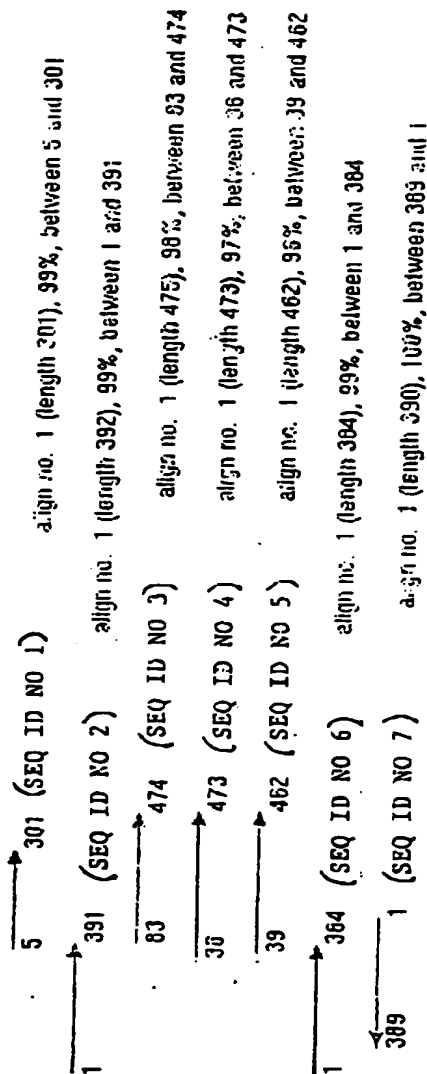 5 301 (SEQ ID NO 1) align no. 1 (length 301), 99%, between 5 and 301
1 391 (SEQ ID NO 2) align no. 1 (length 392), 99%, between 1 and 391
83 474 (SEQ ID NO 3) align no. 1 (length 475), 98%, between 83 and 474
36 473 (SEQ ID NO 4) align no. 1 (length 473), 97%, between 36 and 473
39 462 (SEQ ID NO 5) align no. 1 (length 462), 96%, between 39 and 462
1 384 (SEQ ID NO 6) align no. 1 (length 384), 99%, between 1 and 384
389 1 (SEQ ID NO 7) align no. 1 (length 390), 100%, between 389 and 1